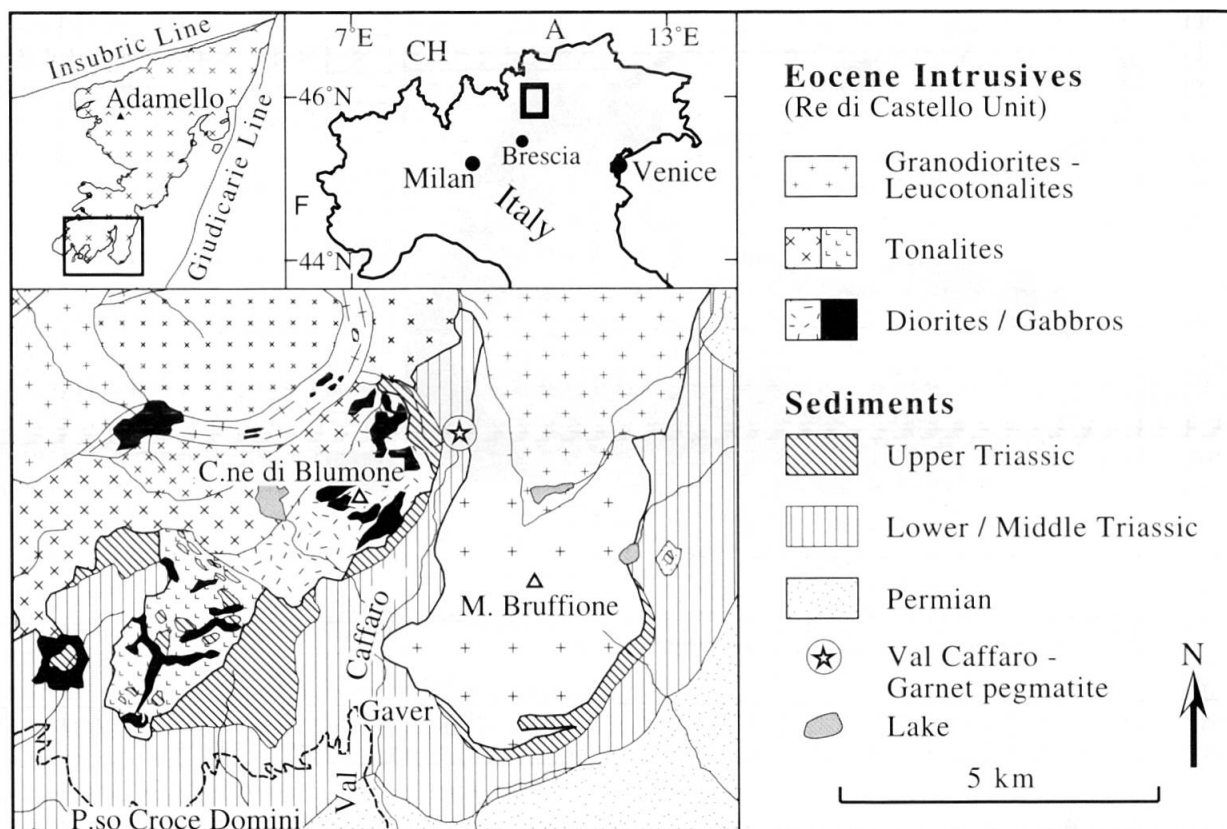 Insubric Line
Adamello
Giudicarie Line
7°E
A
13°E
CH
46°N
Brescia
Milan
Venice
F
Italy
44°N
C.ne di Blumone
M. Bruffione
Val Caffaro
Gaver
P.so Croce Domini
Eocene Intrusives
(Re di Castello Unit)
Granodiorites -
Leucotonalites
Tonalites
Diorites / Gabbros
Sediments
Upper Triassic
Lower / Middle Triassic
Permian
Val Caffaro -
Garnet pegmatite
Lake
N
5 km